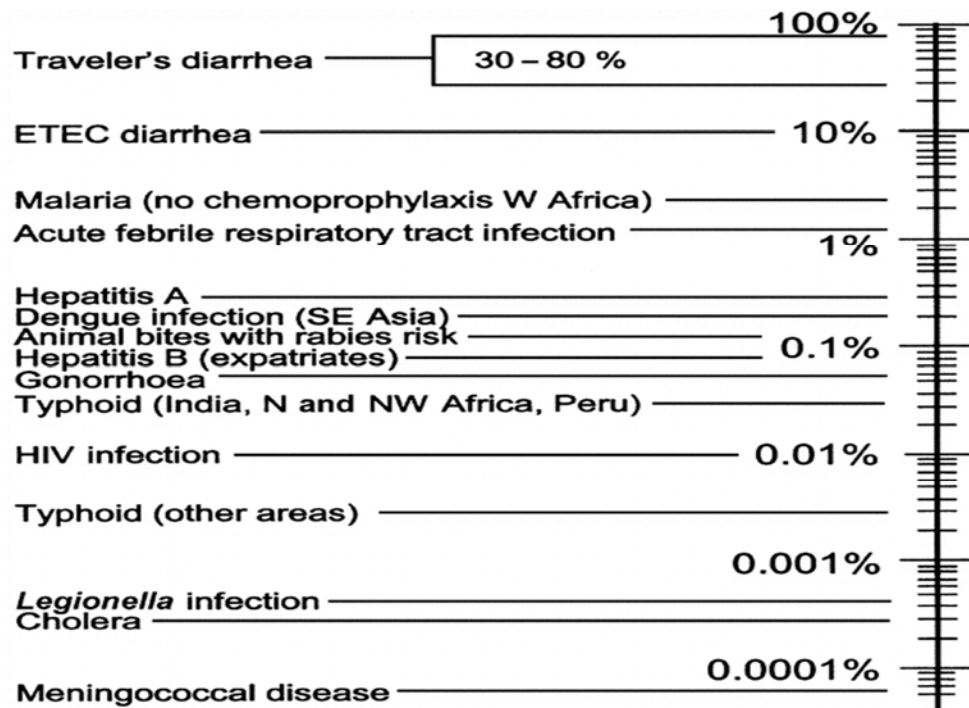 100%
Traveler's diarrhea 30 – 80 %
ETEC diarrhea 10%
Malaria (no chemoprophylaxis W Africa)
Acute febrile respiratory tract infection
1%
Hepatitis A
Dengue infection (SE Asia)
Animal bites with rabies risk
0.1%
Hepatitis B (expatriates)
Gonorrhoea
Typhoid (India, N and NW Africa, Peru)
HIV infection 0.01%
Typhoid (other areas)
0.001%
Legionella infection
Cholera
0.0001%
Meningococcal disease